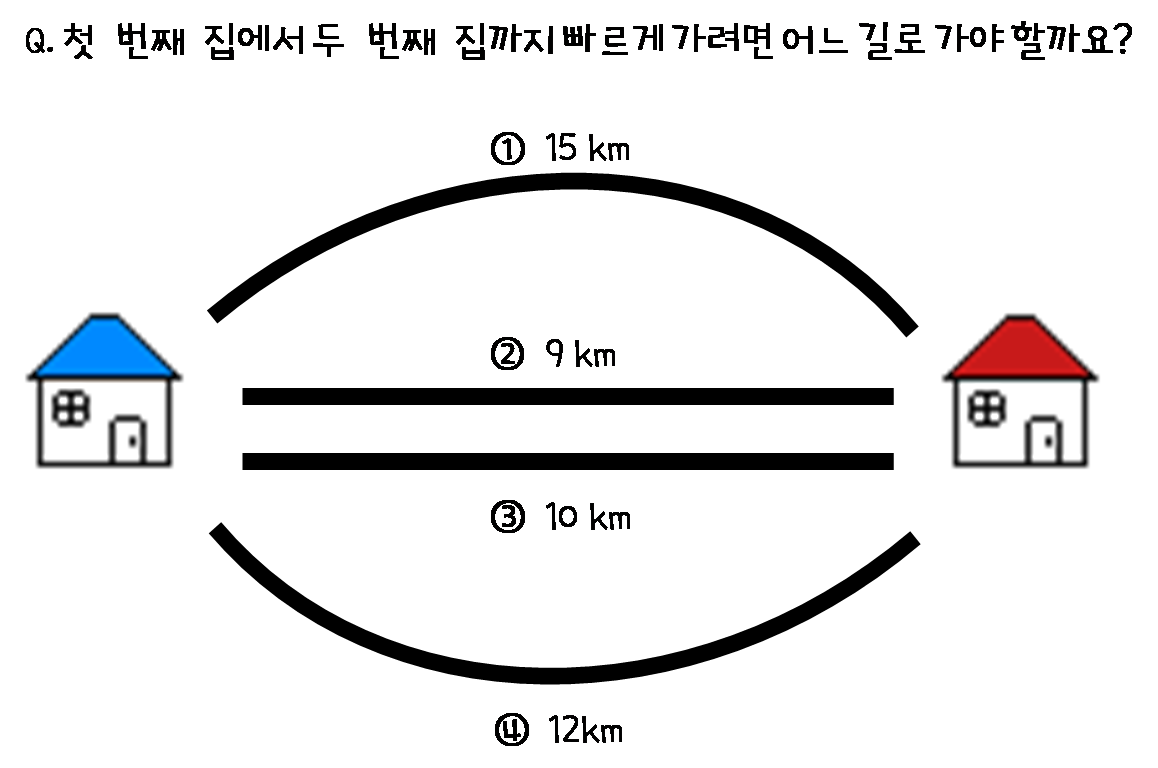 Q. 첫 번째 집에서 두 번째 집까지 빠르게 가려면 어느 길로 가야 할까요?
① 15 km
② 9 km
③ 10 km
④ 12km